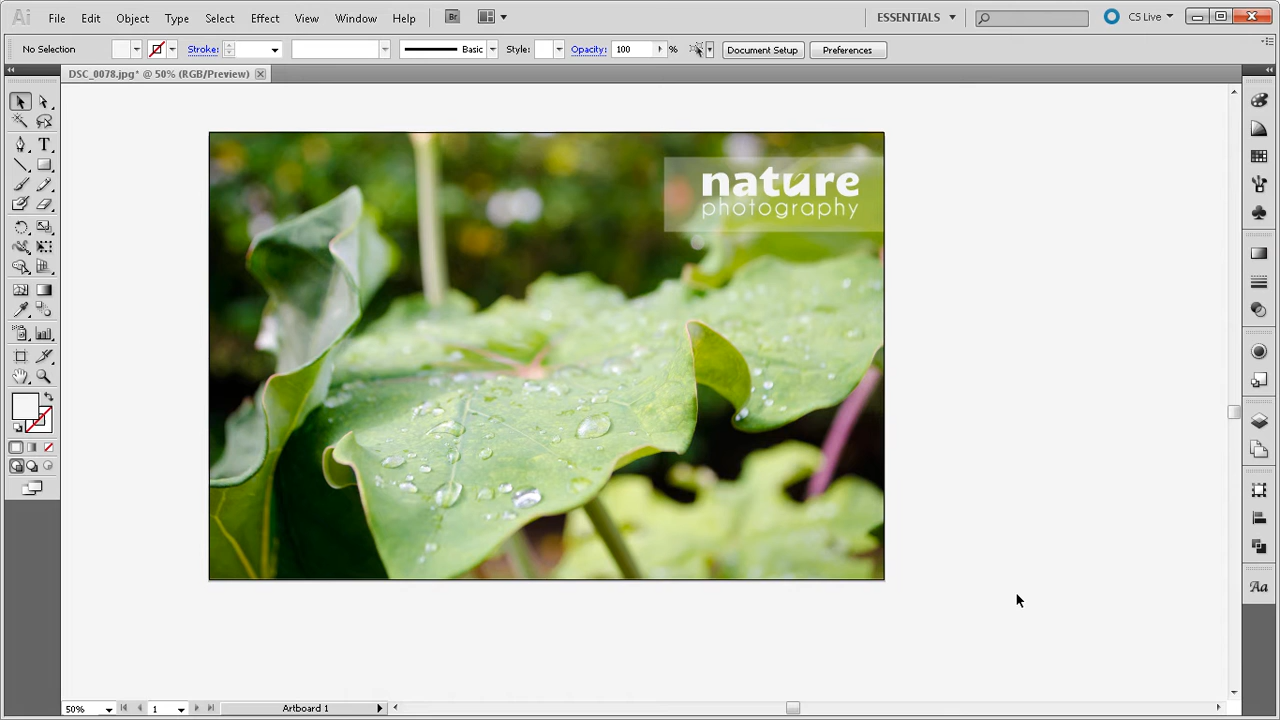 Ai File Edit Object Type Select Effect View Window Help Br ESSENTIALS CS Live
No Selection Stroke: Basic Style: Opacity: 100 % Document Setup Preferences
DSC_0078.jpg* @ 50% (RGB/Preview)
T
nature
photography
Aa
50% 1 Artboard 1